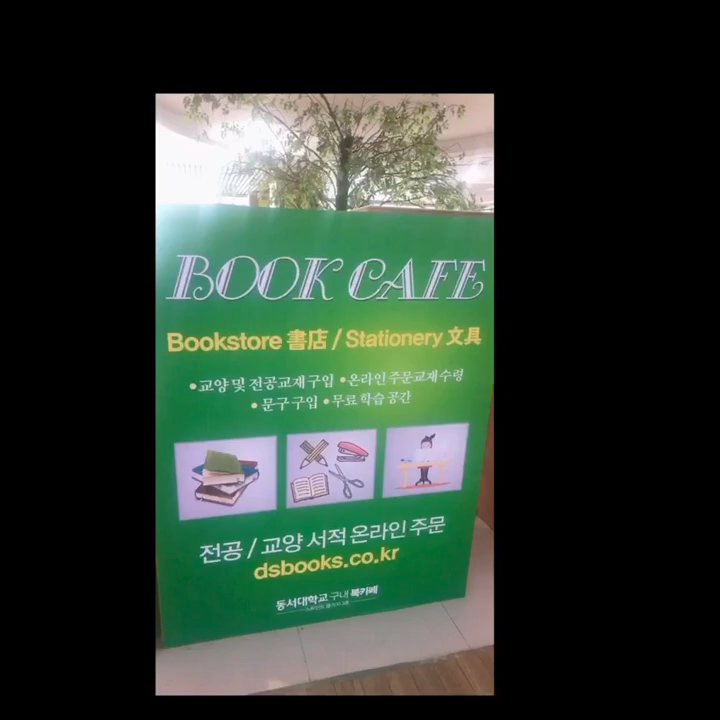 BOOK CAFE
Bookstore 書店 / Stationery 文具
•교양 및 전공교재 구입 •온라인 주문교재 수령
•문구 구입 •무료 학습 공간
전공 / 교양 서적 온라인 주문
dsbooks.co.kr
동서대학교 구내 북카페